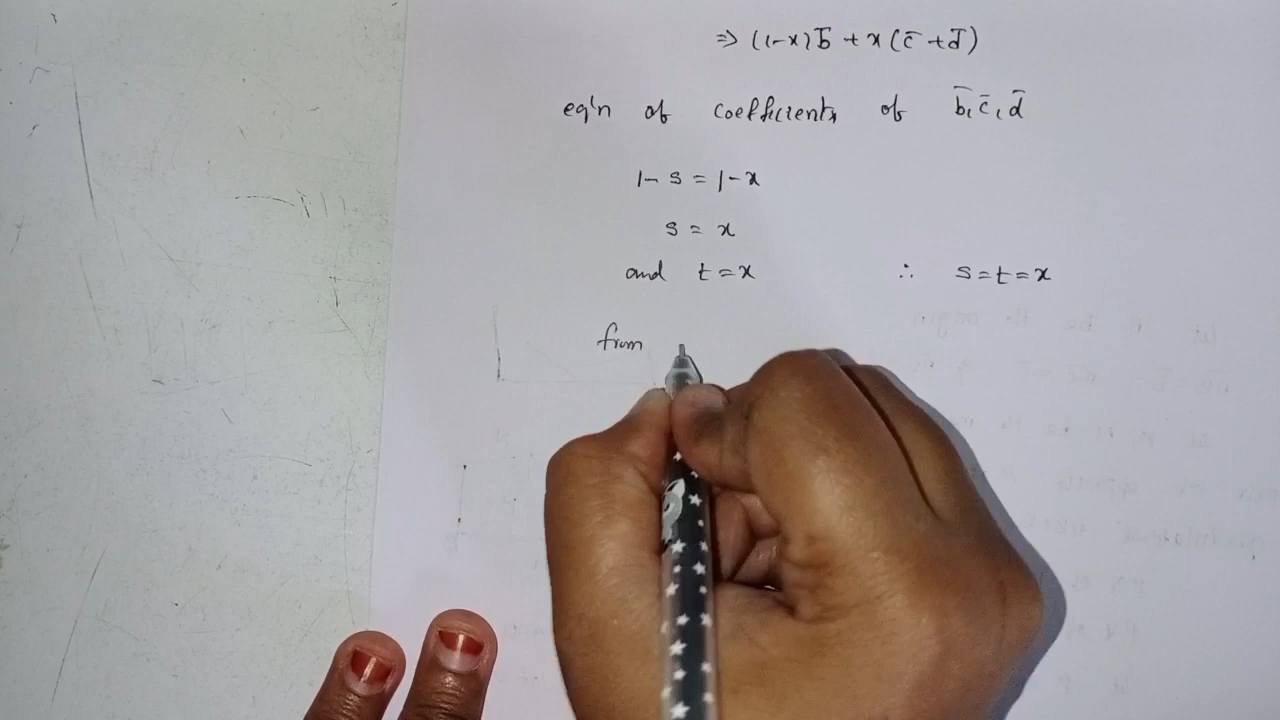 ⇒ (1-x) b̄ + x (c̄ + d̄)
eq'n of coefficients of b̄, c̄, d̄
1- s = 1-x
s = x
and t = x ∴ s = t = x
from